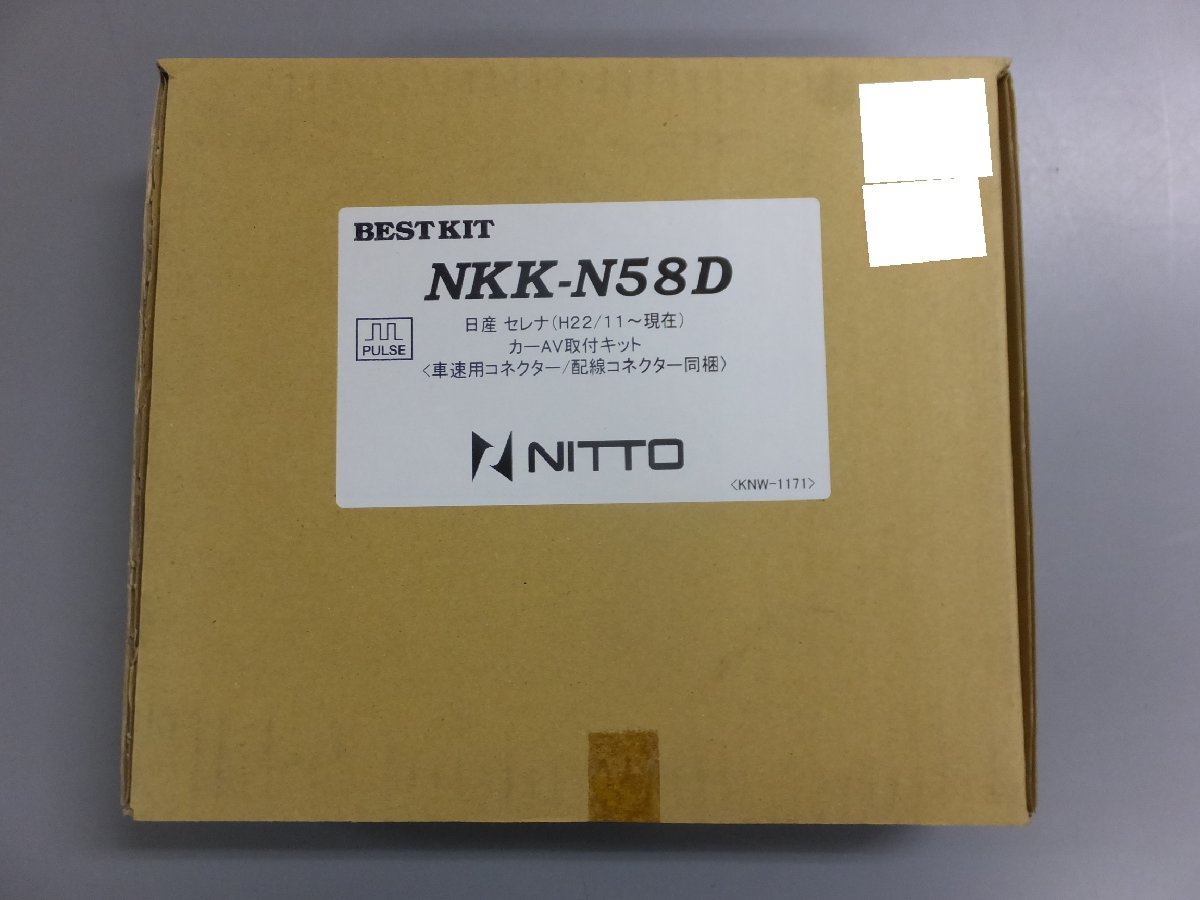 BEST KIT
NKK-N58D
PULSE
日産 セレナ(H22/11~現在)
カーAV取付キット
<車速用コネクター/配線コネクター同梱>
NITTO
<KNW-1171>